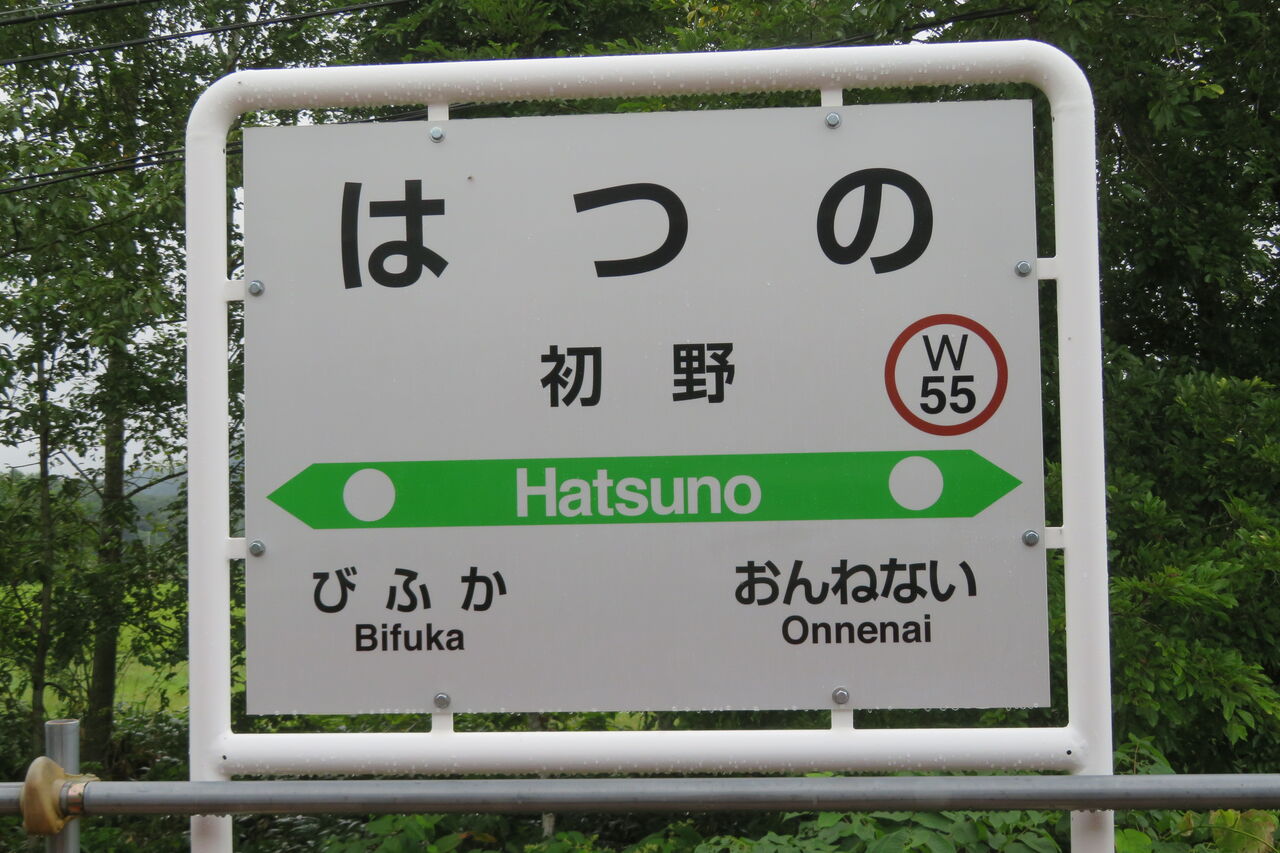 はつの
初野
W
55
Hatsuno
びふか おんねない
Bifuka Onnenai